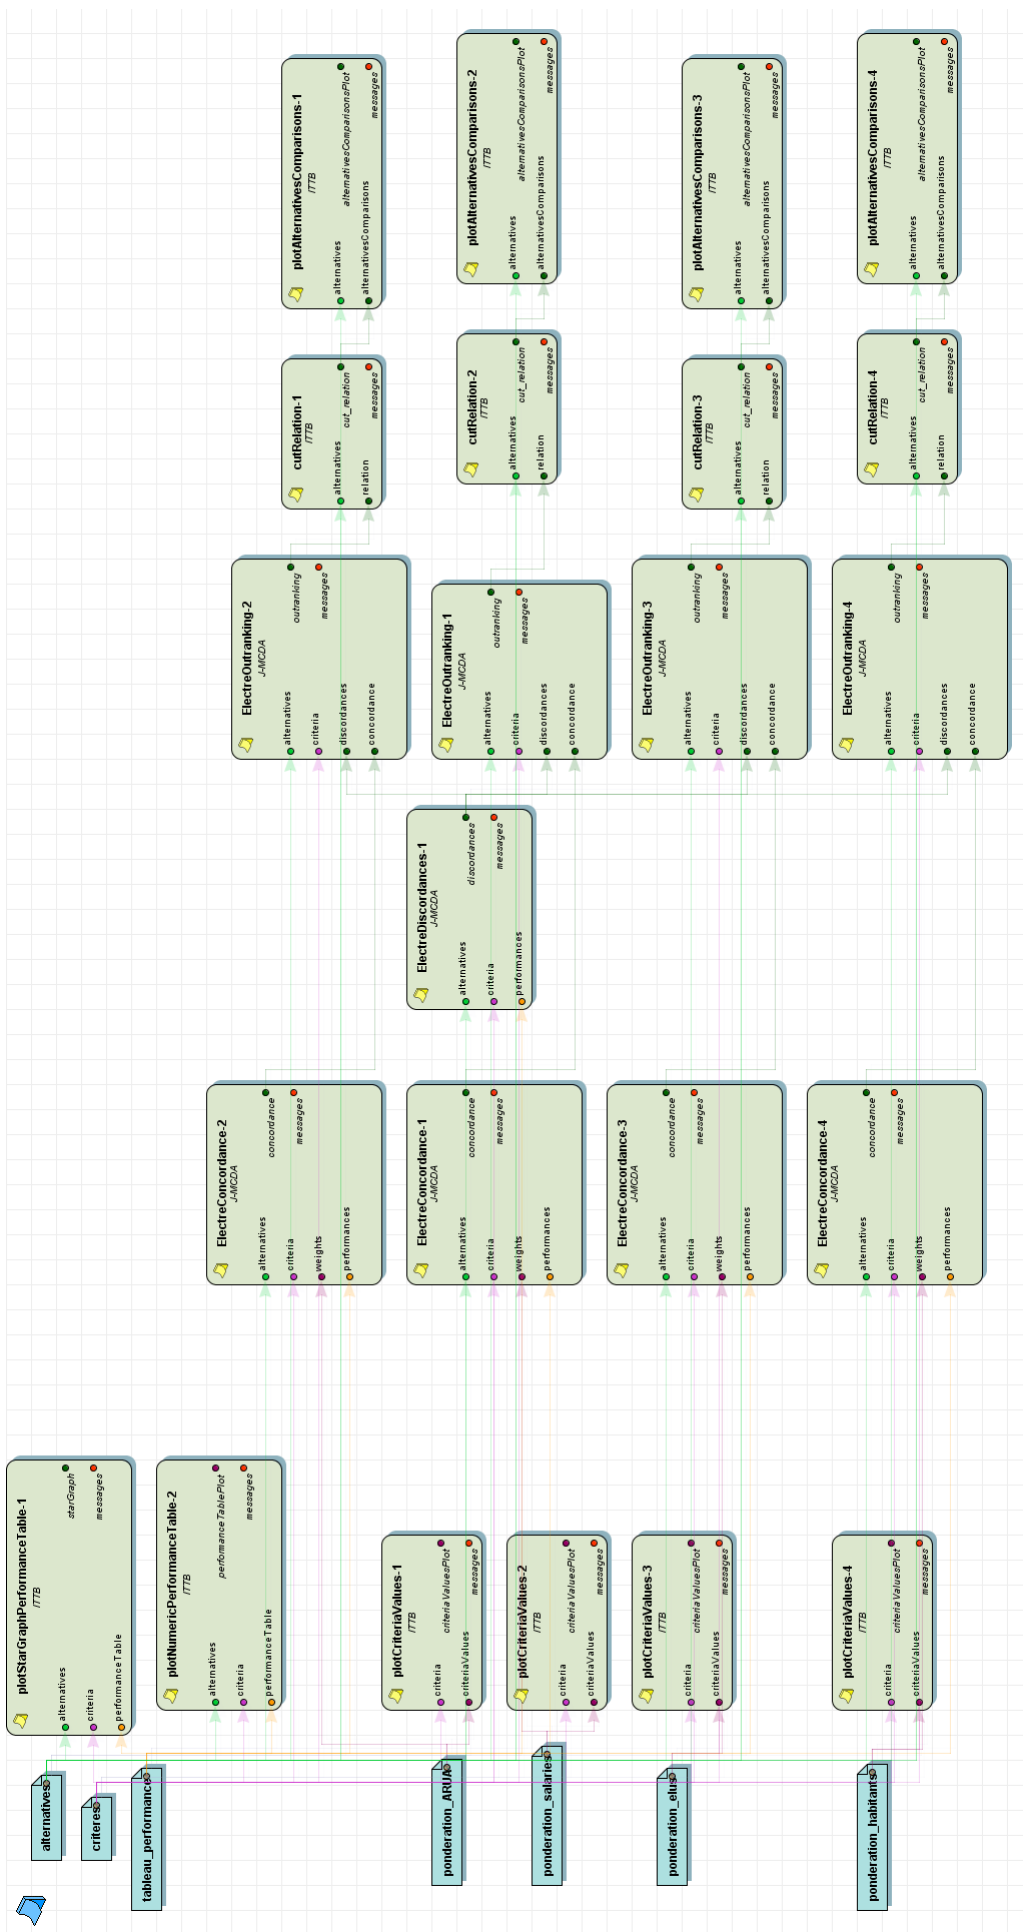 plotAlternativesComparisons-1
ITTB
alternatives
alternativesComparisons
alternativesComparisonsPlot
messages
plotAlternativesComparisons-2
ITTB
alternatives
alternativesComparisons
alternativesComparisonsPlot
messages
plotAlternativesComparisons-3
ITTB
alternatives
alternativesComparisons
alternativesComparisonsPlot
messages
plotAlternativesComparisons-4
ITTB
alternatives
alternativesComparisons
alternativesComparisonsPlot
messages
cutRelation-1
ITTB
alternatives
relation
cut_relation
messages
cutRelation-2
ITTB
alternatives
relation
cut_relation
messages
cutRelation-3
ITTB
alternatives
relation
cut_relation
messages
cutRelation-4
ITTB
alternatives
relation
cut_relation
messages
ElectreOutranking-2
J-MCDA
alternatives
criteria
discordances
concordance
outranking
messages
ElectreOutranking-1
J-MCDA
alternatives
criteria
discordances
concordance
outranking
messages
ElectreOutranking-3
J-MCDA
alternatives
criteria
discordances
concordance
outranking
messages
ElectreOutranking-4
J-MCDA
alternatives
criteria
discordances
concordance
outranking
messages
ElectreDiscordances-1
J-MCDA
alternatives
criteria
performances
discordances
messages
ElectreConcordance-2
J-MCDA
alternatives
criteria
weights
performances
concordance
messages
ElectreConcordance-1
J-MCDA
alternatives
criteria
weights
performances
concordance
messages
ElectreConcordance-3
J-MCDA
alternatives
criteria
weights
performances
concordance
messages
ElectreConcordance-4
J-MCDA
alternatives
criteria
weights
performances
concordance
messages
plotStarGraphPerformanceTable-1
ITTB
alternatives
criteria
performanceTable
starGraph
messages
plotNumericPerformanceTable-2
ITTB
alternatives
criteria
performanceTable
performanceTablePlot
messages
plotCriteriaValues-1
ITTB
criteria
criteriaValues
criteriaValuesPlot
messages
plotCriteriaValues-2
ITTB
criteria
criteriaValues
criteriaValuesPlot
messages
plotCriteriaValues-3
ITTB
criteria
criteriaValues
criteriaValuesPlot
messages
plotCriteriaValues-4
ITTB
criteria
criteriaValues
criteriaValuesPlot
messages
alternatives
criteres
tableau_performance
ponderation_ARUA
ponderation_salaries
ponderation_elus
ponderation_habitants